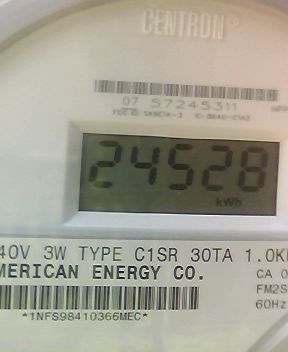 CENTRON®
07 57245311
24528
kWh
40V 3W TYPE C1SR 30TA 1.0K
MERICAN ENERGY CO.
CA 0
FM2S
60Hz
*1NFS98410366MEC*